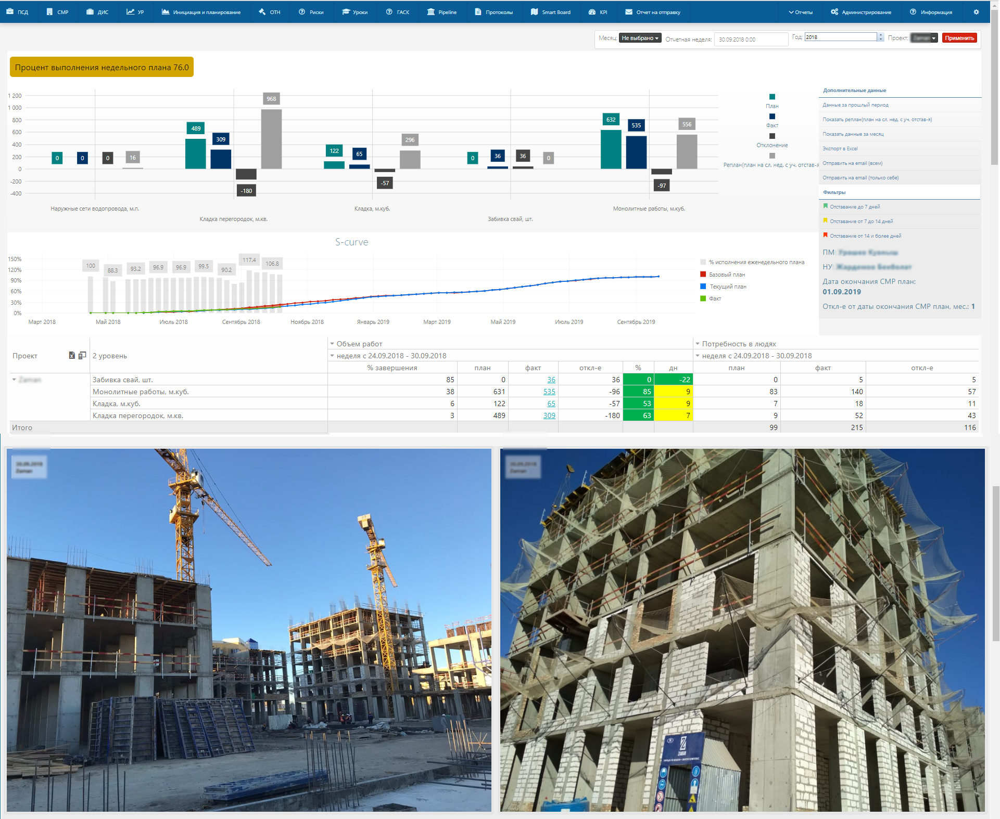 ПСД СМР ДИС УР Инициация и планирование ОТН Риски Уроки ГАСК Pipeline Протоколы Smart Board KPI Отчет на отправку Отчеты Администрирование Информация
Месяц: Не выбрано Отчетная неделя: 30.09.2018 0:00 Год: 2018 Проект: Применить
Процент выполнения недельного плана 76.0
1 200
1 000
800
600
400
200
0
-200
-400
0 0 0 16
489 309 -180 968
122 65 -57 296
0 36 36 0
632 535 -97 556
Наружные сети водопровода, м.п.
Кладка перегородок, м.кв.
Кладка, м.куб.
Забивка свай, шт.
Монолитные работы, м.куб.
План
Факт
Отклонение
Реплан(план на сл. нед. с уч. отстав-я
Дополнительные данные
Данные за прошлый период
Показать реплан(план на сл. нед. с уч. отстав-я)
Показать данные за месяц
Экспорт в Excel
Отправить на email (всем)
Отправить на email (только себе)
Фильтры
Отставание до 7 дней
Отставание от 7 до 14 дней
Отставание от 14 и более дней
ПМ:
НУ:
Дата окончания СМР план:
01.09.2019
Откл-е от даты окончания СМР план, мес.: 1
S-curve
150%
120%
90%
60%
30%
0%
100 88.3 93.2 96.9 96.9 99.5 90.2 117.4 106.8
Март 2018 Май 2018 Июль 2018 Сентябрь 2018 Ноябрь 2018 Январь 2019 Март 2019 Май 2019 Июль 2019 Сентябрь 2019
% исполнения еженедельного плана
Базовый план
Текущий план
Факт
Проект 2 уровень
Объем работ Потребность в людях
неделя с 24.09.2018 - 30.09.2018 неделя с 24.09.2018 - 30.09.2018
% завершения план факт откл-е % дн план факт откл-е
Забивка свай, шт. 85 0 36 36 0 -22 0 5 5
Монолитные работы, м.куб. 38 631 535 -96 85 9 83 140 57
Кладка, м.куб. 6 122 65 -57 53 9 7 18 11
Кладка перегородок, м.кв. 3 489 309 -180 63 7 9 52 43
Итого 99 215 116
ZAMAN